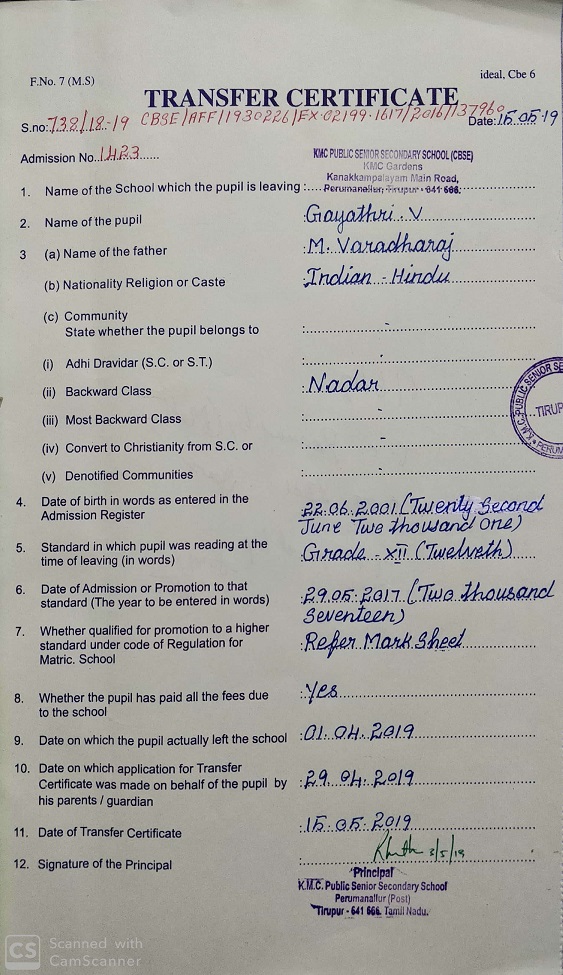 F.No. 7 (M.S)
ideal, Cbe 6
TRANSFER CERTIFICATE
S.no: 738/18-19 CBSE/AFF/1930226/EX-02199-1617/2016/137960 Date: 15.05.19
Admission No. 1423
KMC PUBLIC SENIOR SECONDARY SCHOOL (CBSE)
KMC Gardens
Kanakkampalayam Main Road,
Perumanallur, Tirupur - 641 666.
1. Name of the School which the pupil is leaving :
2. Name of the pupil : Gayathri. V
3 (a) Name of the father : M. Varadharaj
(b) Nationality Religion or Caste : Indian - Hindu
(c) Community
State whether the pupil belongs to : -
(i) Adhi Dravidar (S.C. or S.T.) : -
(ii) Backward Class : Nadar
(iii) Most Backward Class : -
(iv) Convert to Christianity from S.C. or : -
(v) Denotified Communities : -
K.M.C. PUBLIC SENIOR SE
TIRUP
PERUM
4. Date of birth in words as entered in the
Admission Register
: 22.06.2001 (Twenty Second
June Two thousand one)
5. Standard in which pupil was reading at the
time of leaving (in words)
: Grade - XII (Twelveth)
6. Date of Admission or Promotion to that
standard (The year to be entered in words)
: 29.05.2017 (Two thousand
Seventeen)
7. Whether qualified for promotion to a higher
standard under code of Regulation for
Matric. School
: Refer Mark Sheet
8. Whether the pupil has paid all the fees due
to the school
: Yes
9. Date on which the pupil actually left the school : 01.04.2019
10. Date on which application for Transfer
Certificate was made on behalf of the pupil by
his parents / guardian
: 29.04.2019
11. Date of Transfer Certificate : 15.05.2019
12. Signature of the Principal :
Principal
K.M.C. Public Senior Secondary School
Perumanallur (Post)
Tirupur - 641 666. Tamil Nadu.
CS Scanned with
CamScanner